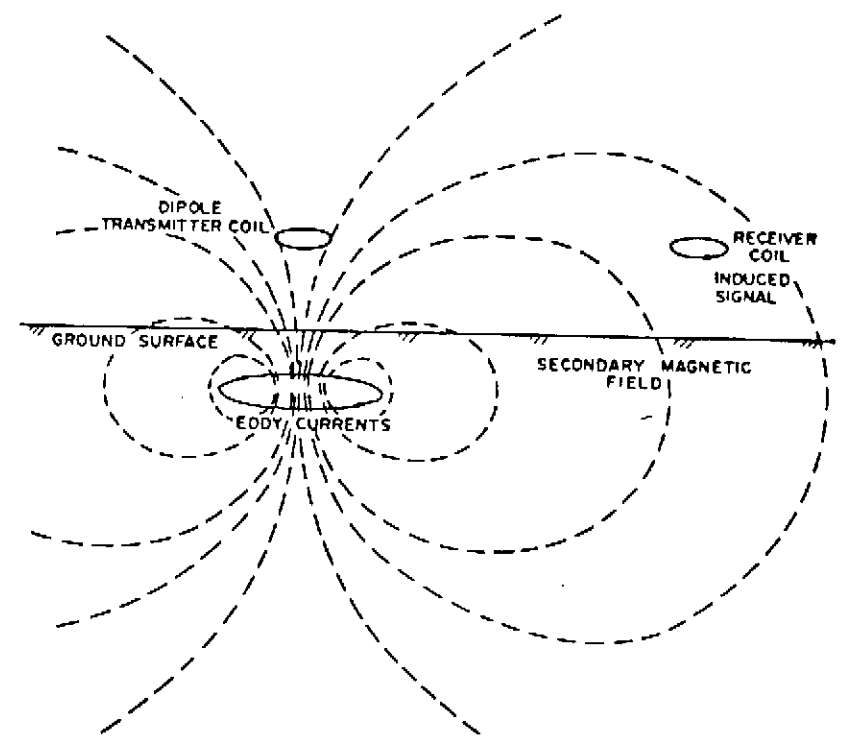 DIPOLE
TRANSMITTER COIL
RECEIVER
COIL
INDUCED
SIGNAL
GROUND SURFACE
SECONDARY MAGNETIC
FIELD
EDDY CURRENTS